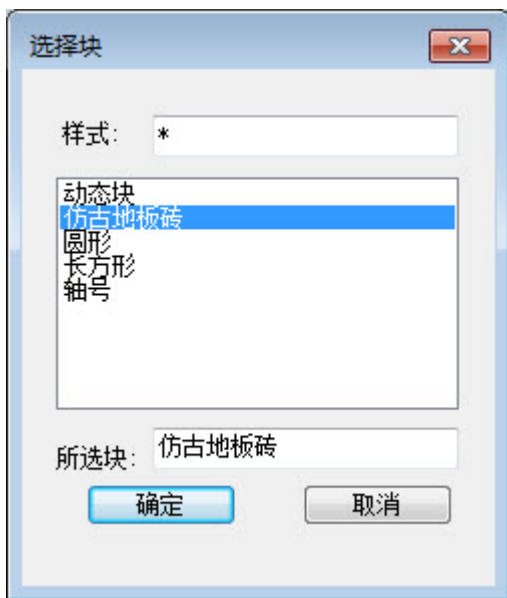 选择块
样式: *
动态块
仿古地板砖
圆形
长方形
轴号
所选块: 仿古地板砖
确定 取消